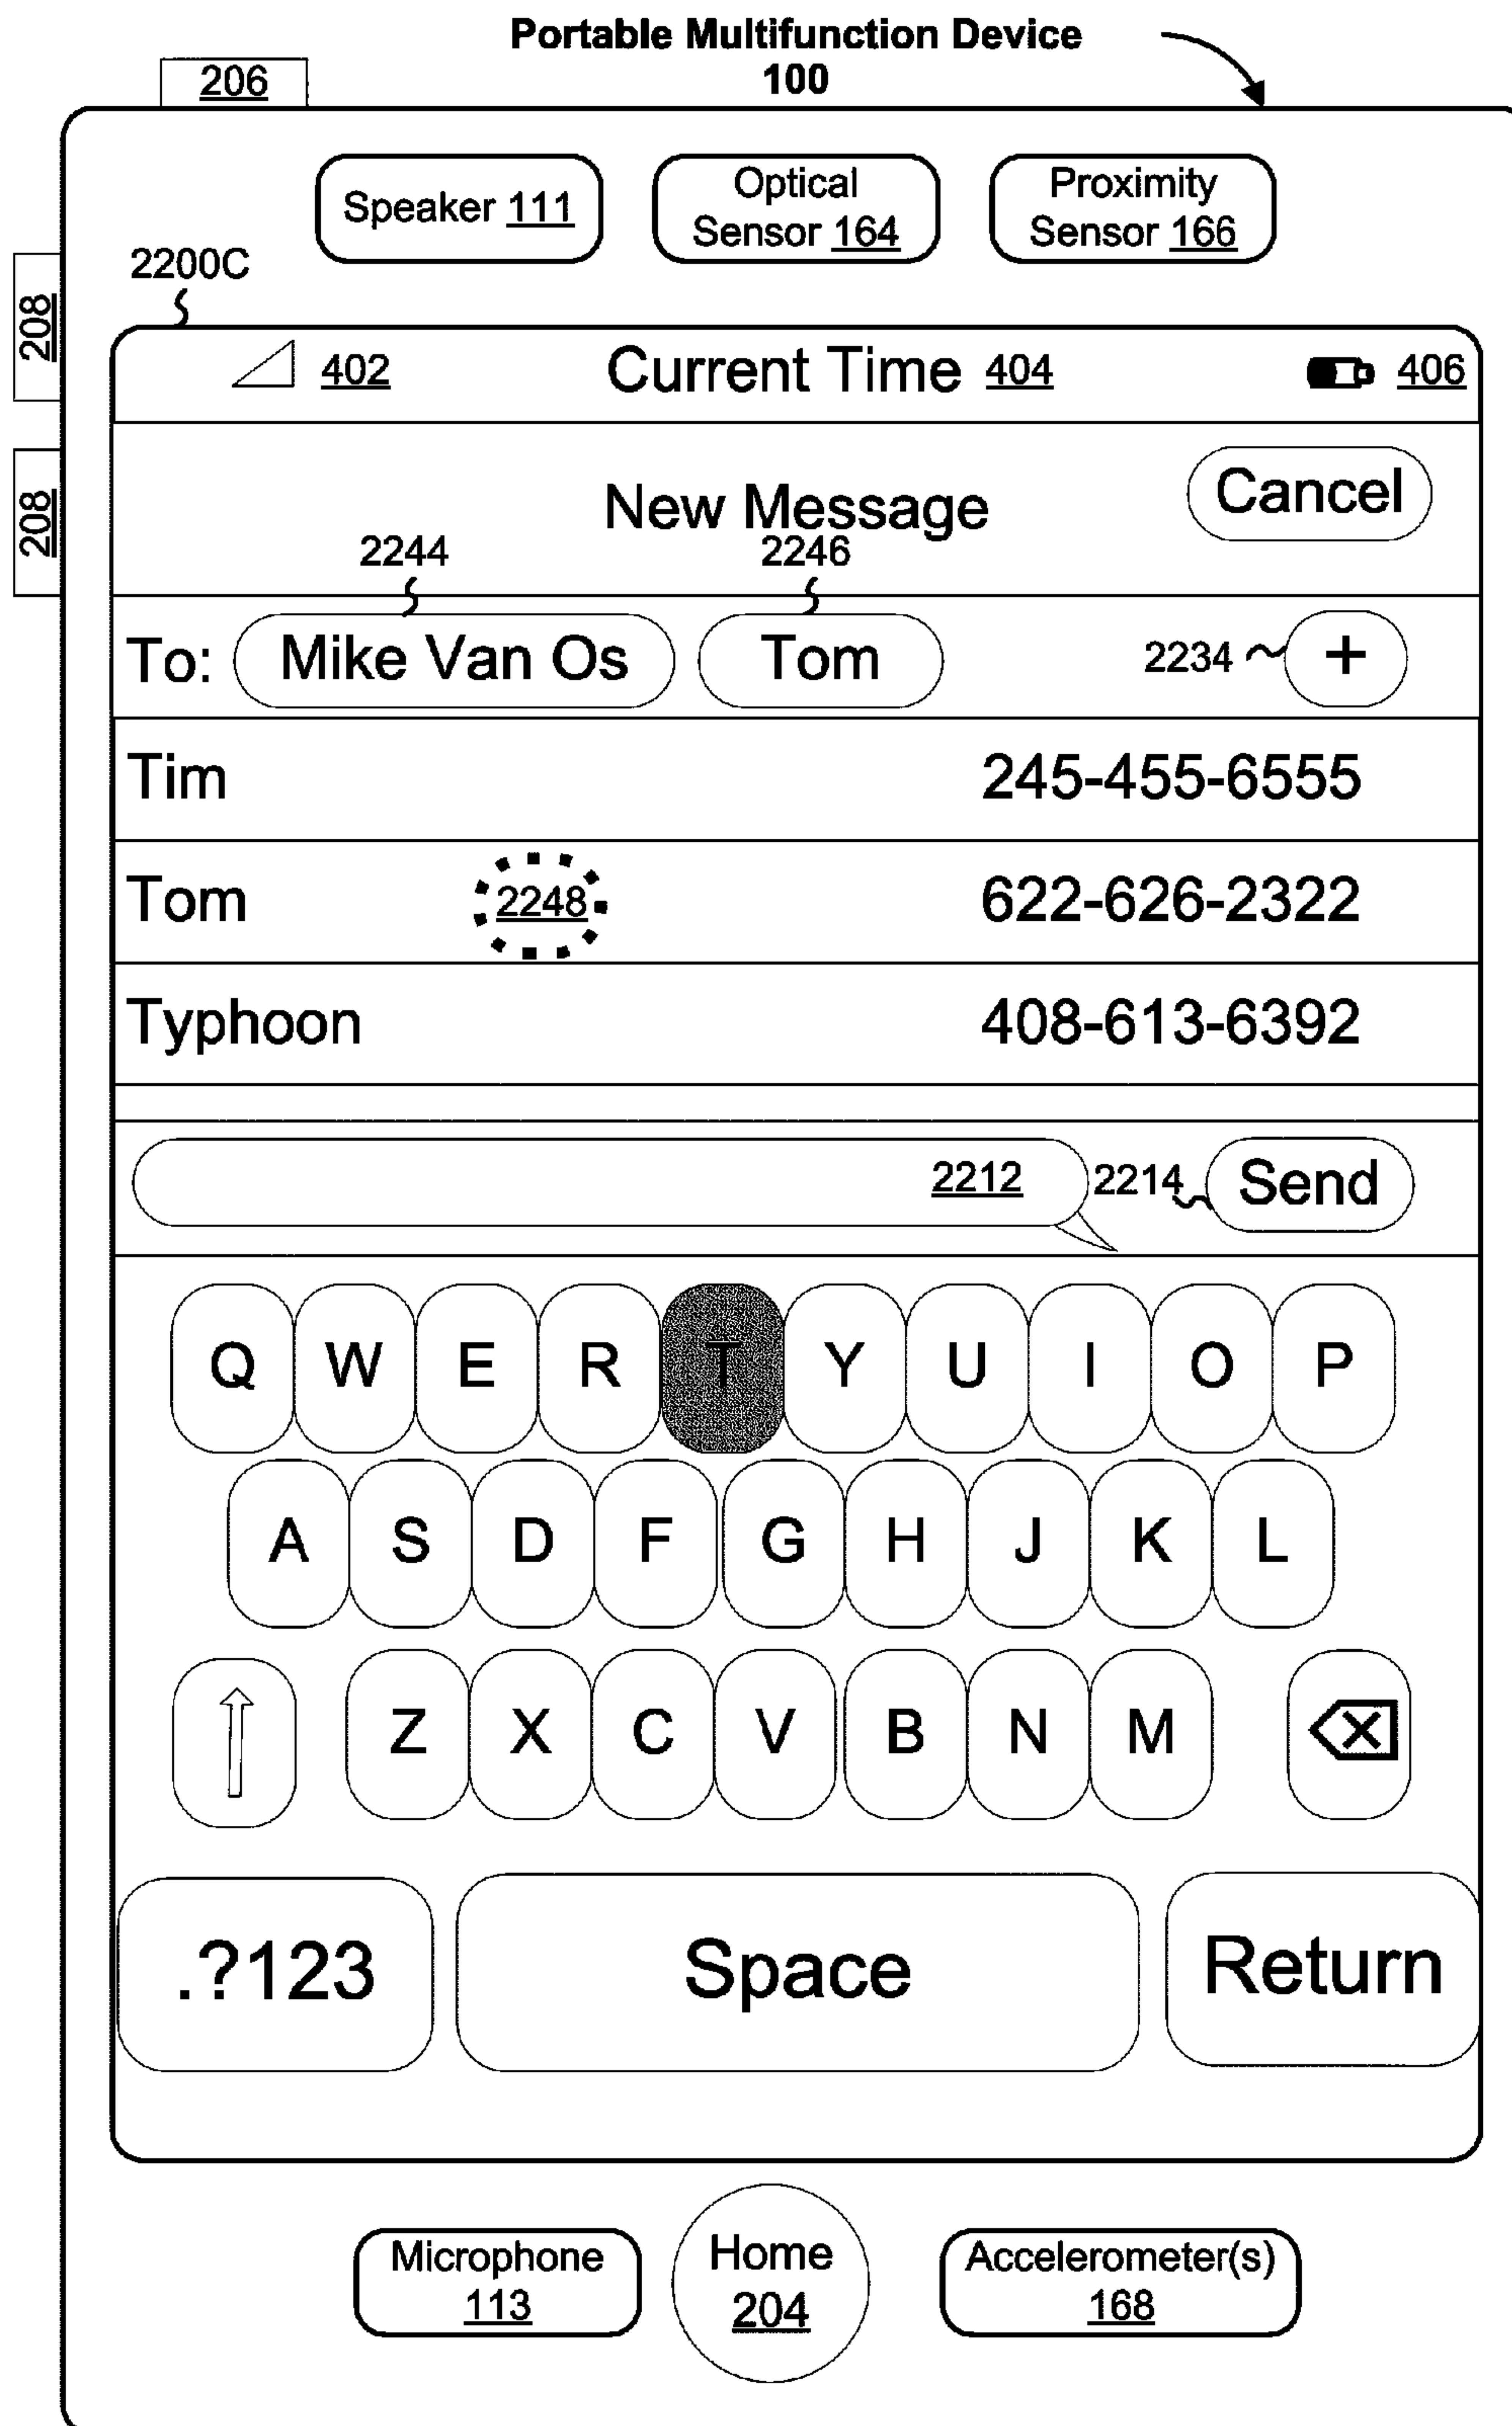 Portable Multifunction Device
100
206
Speaker 111
Optical
Sensor 164
Proximity
Sensor 166
2200C
208
402
Current Time 404
406
208
New Message
Cancel
2244
2246
To:
Mike Van Os
Tom
2234
+
Tim
245-455-6555
Tom
2248
622-626-2322
Typhoon
408-613-6392
2212
2214
Send
Q W E R T Y U I O P
A S D F G H J K L
Z X C V B N M
.?123
Space
Return
Microphone
113
Home
204
Accelerometer(s)
168